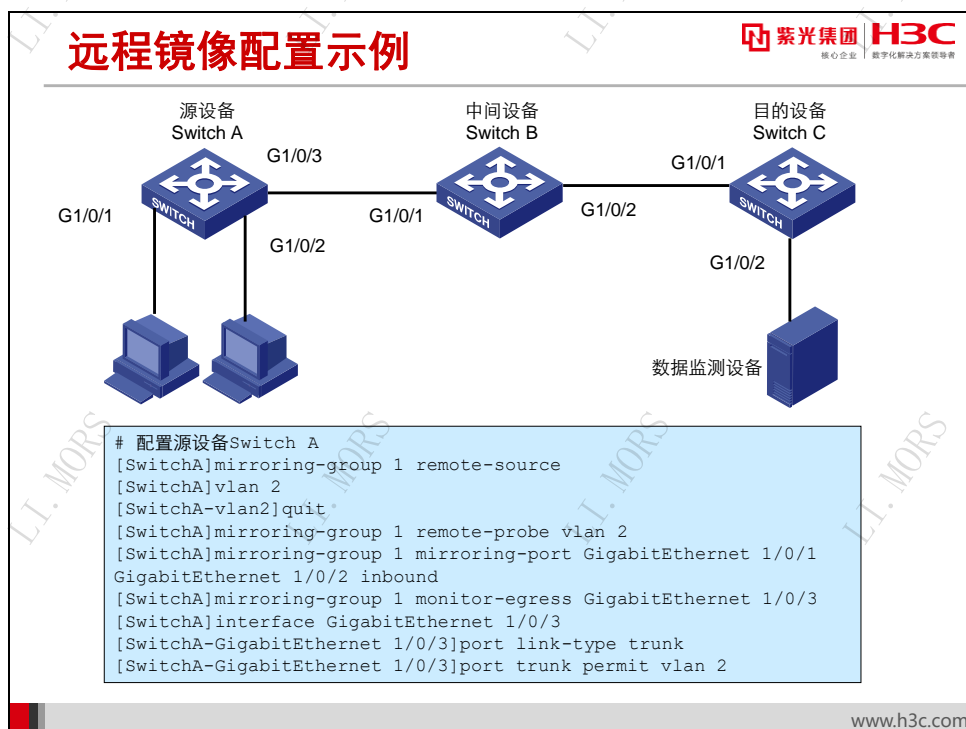 远程镜像配置示例
紫光集团
核心企业
H3C
数字化解决方案领导者
源设备
Switch A
中间设备
Switch B
目的设备
Switch C
G1/0/3
G1/0/1
G1/0/1
G1/0/1
G1/0/2
G1/0/2
G1/0/2
SWITCH
SWITCH
SWITCH
数据监测设备
# 配置源设备Switch A
[SwitchA]mirroring-group 1 remote-source
[SwitchA]vlan 2
[SwitchA-vlan2]quit
[SwitchA]mirroring-group 1 remote-probe vlan 2
[SwitchA]mirroring-group 1 mirroring-port GigabitEthernet 1/0/1
GigabitEthernet 1/0/2 inbound
[SwitchA]mirroring-group 1 monitor-egress GigabitEthernet 1/0/3
[SwitchA]interface GigabitEthernet 1/0/3
[SwitchA-GigabitEthernet 1/0/3]port link-type trunk
[SwitchA-GigabitEthernet 1/0/3]port trunk permit vlan 2
LI. MORS
LI. MORS
LI. MORS
LI. MORS
www.h3c.com